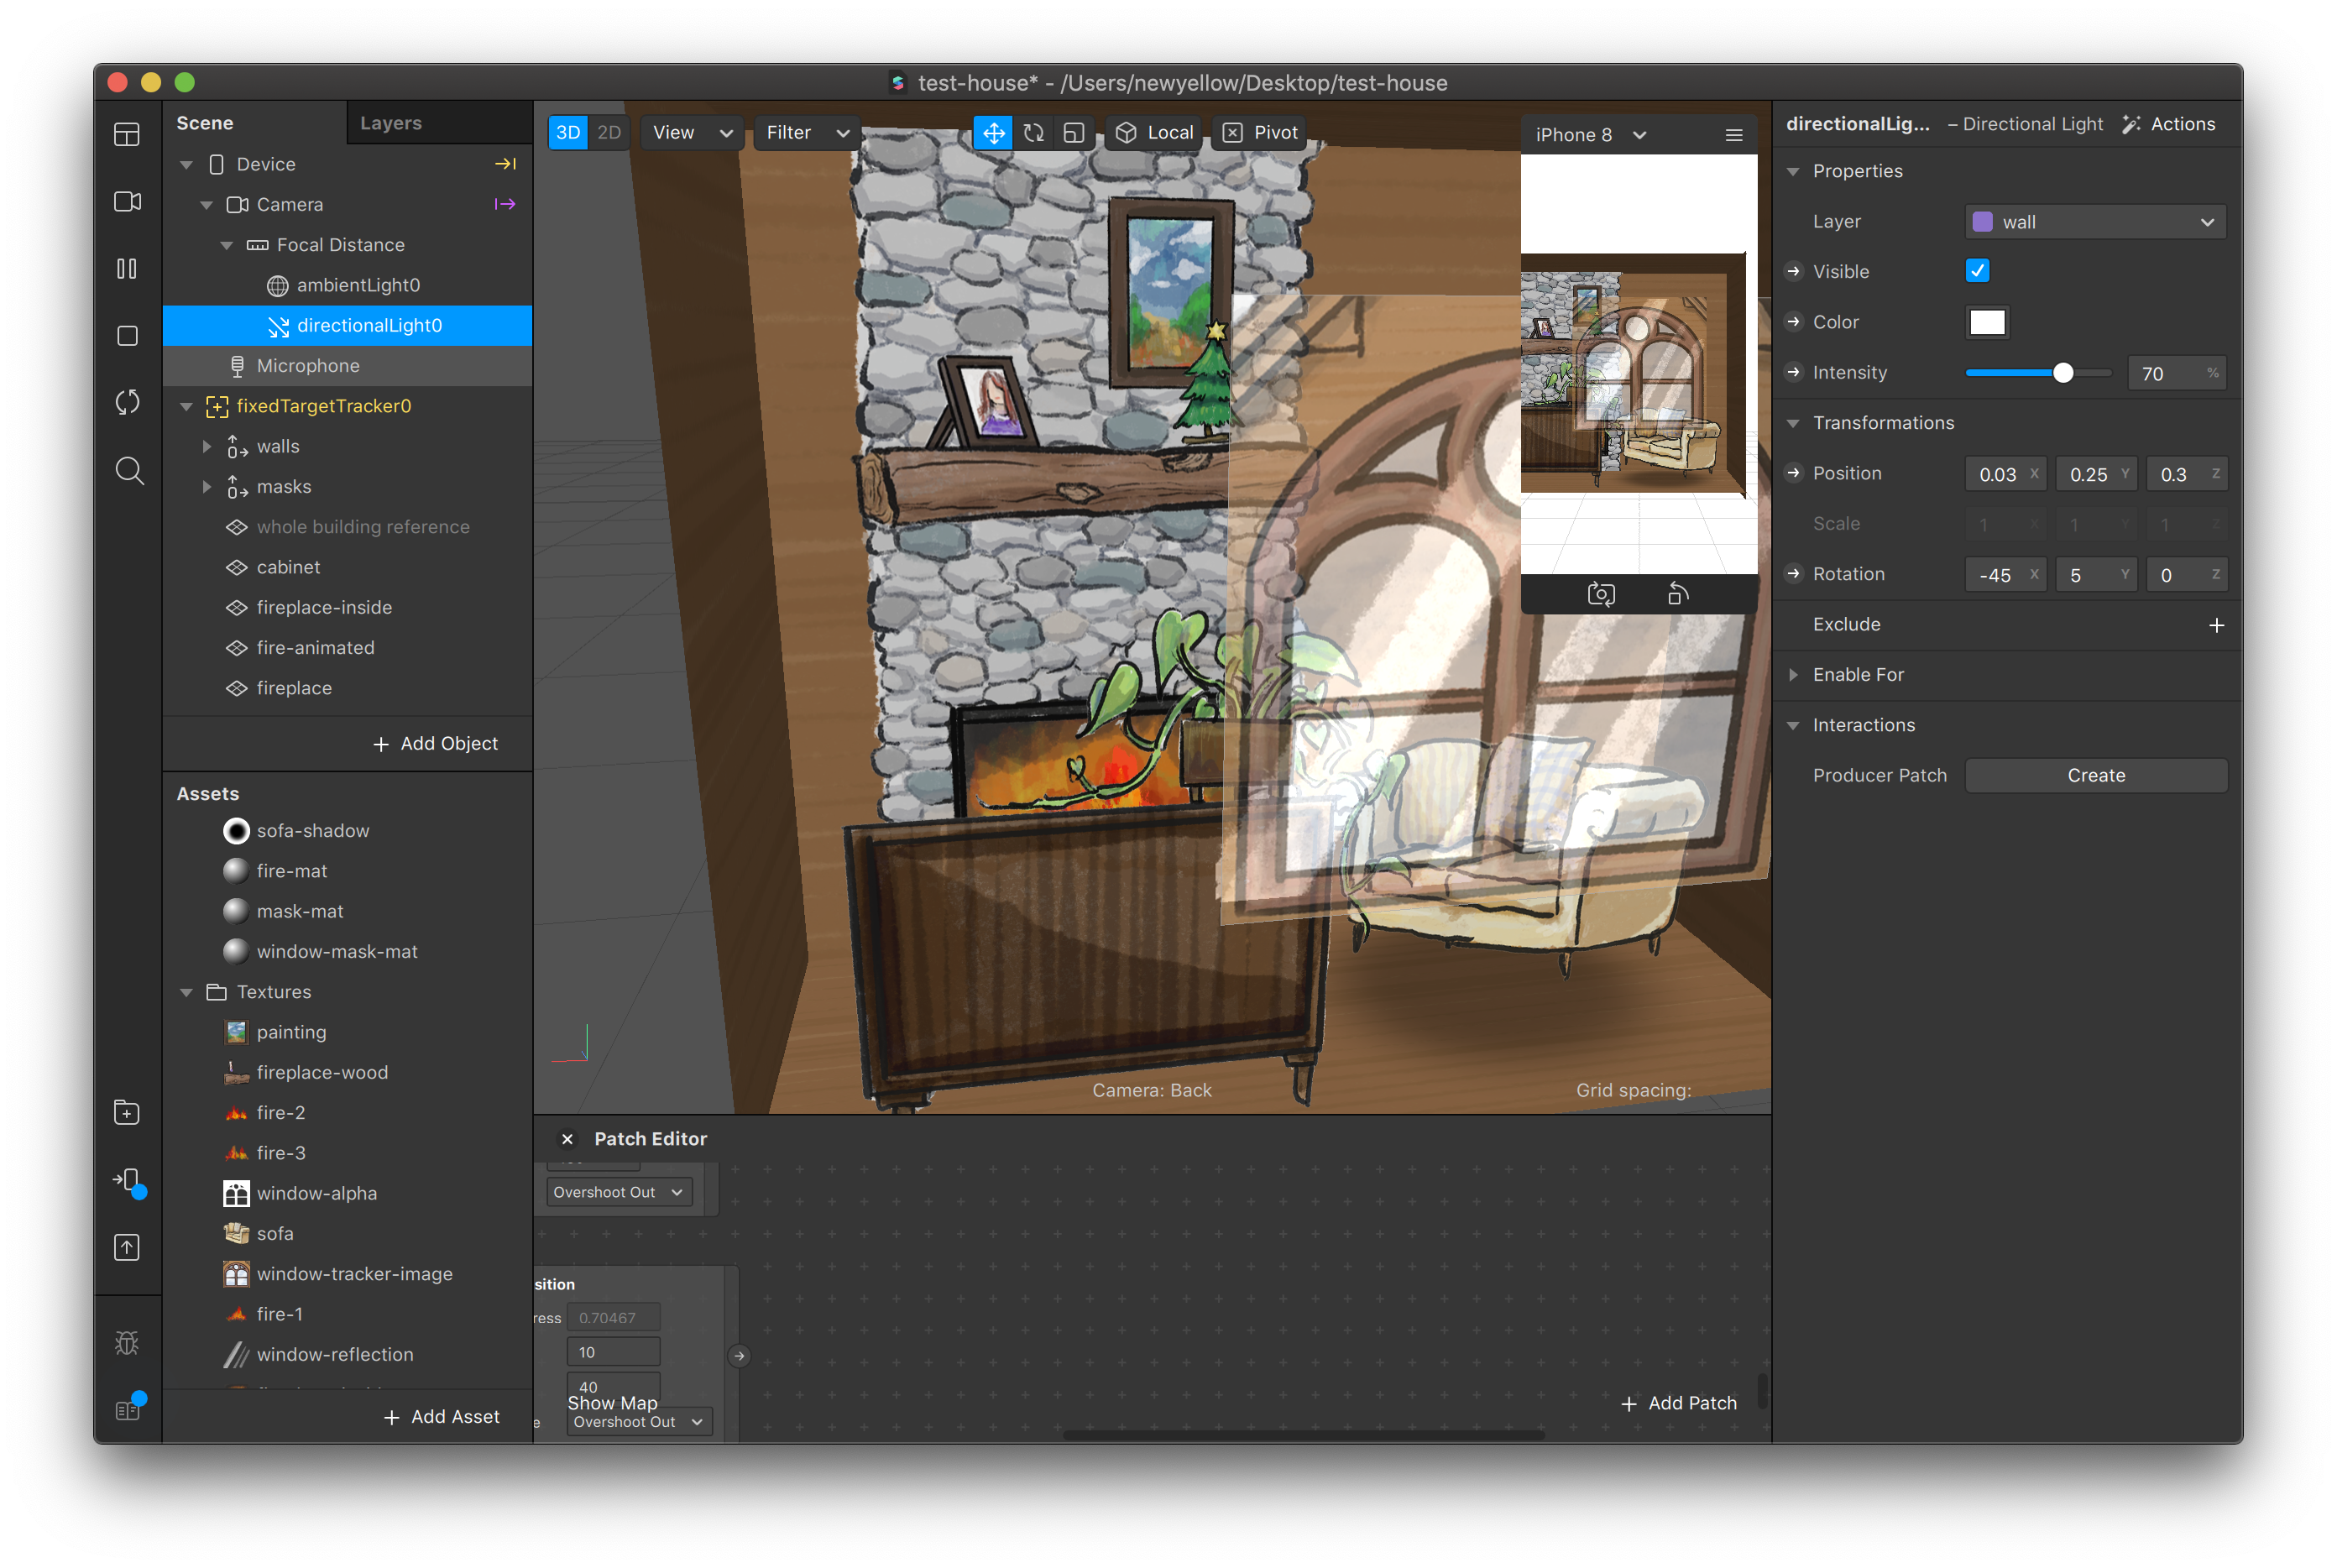 test-house* - /Users/newyellow/Desktop/test-house
Scene
Layers
Device
Camera
Focal Distance
ambientLight0
directionalLight0
Microphone
fixedTargetTracker0
walls
masks
whole building reference
cabinet
fireplace-inside
fire-animated
fireplace
+ Add Object
Assets
sofa-shadow
fire-mat
mask-mat
window-mask-mat
Textures
painting
fireplace-wood
fire-2
fire-3
window-alpha
sofa
window-tracker-image
fire-1
window-reflection
+ Add Asset
3D 2D View Filter Local Pivot
iPhone 8
Camera: Back
Grid spacing:
Patch Editor
Overshoot Out
sition
ress 0.70467
10
40
Show Map
e Overshoot Out
+ Add Patch
directionalLig... – Directional Light Actions
Properties
Layer wall
Visible
Color
Intensity 70 %
Transformations
Position 0.03 X 0.25 Y 0.3 Z
Scale 1 X 1 Y 1 Z
Rotation -45 X 5 Y 0 Z
Exclude +
Enable For
Interactions
Producer Patch Create